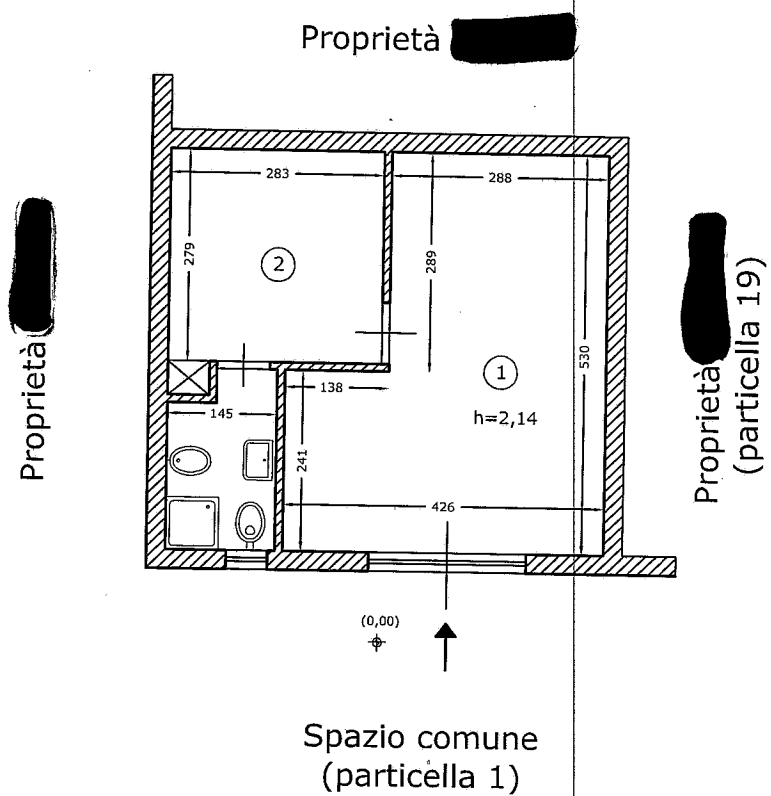 Proprietà
Proprietà
Proprietà
(particella 19)
283
288
279
2
289
530
1
h=2,14
138
145
241
426
(0,00)
Spazio comune
(particella 1)